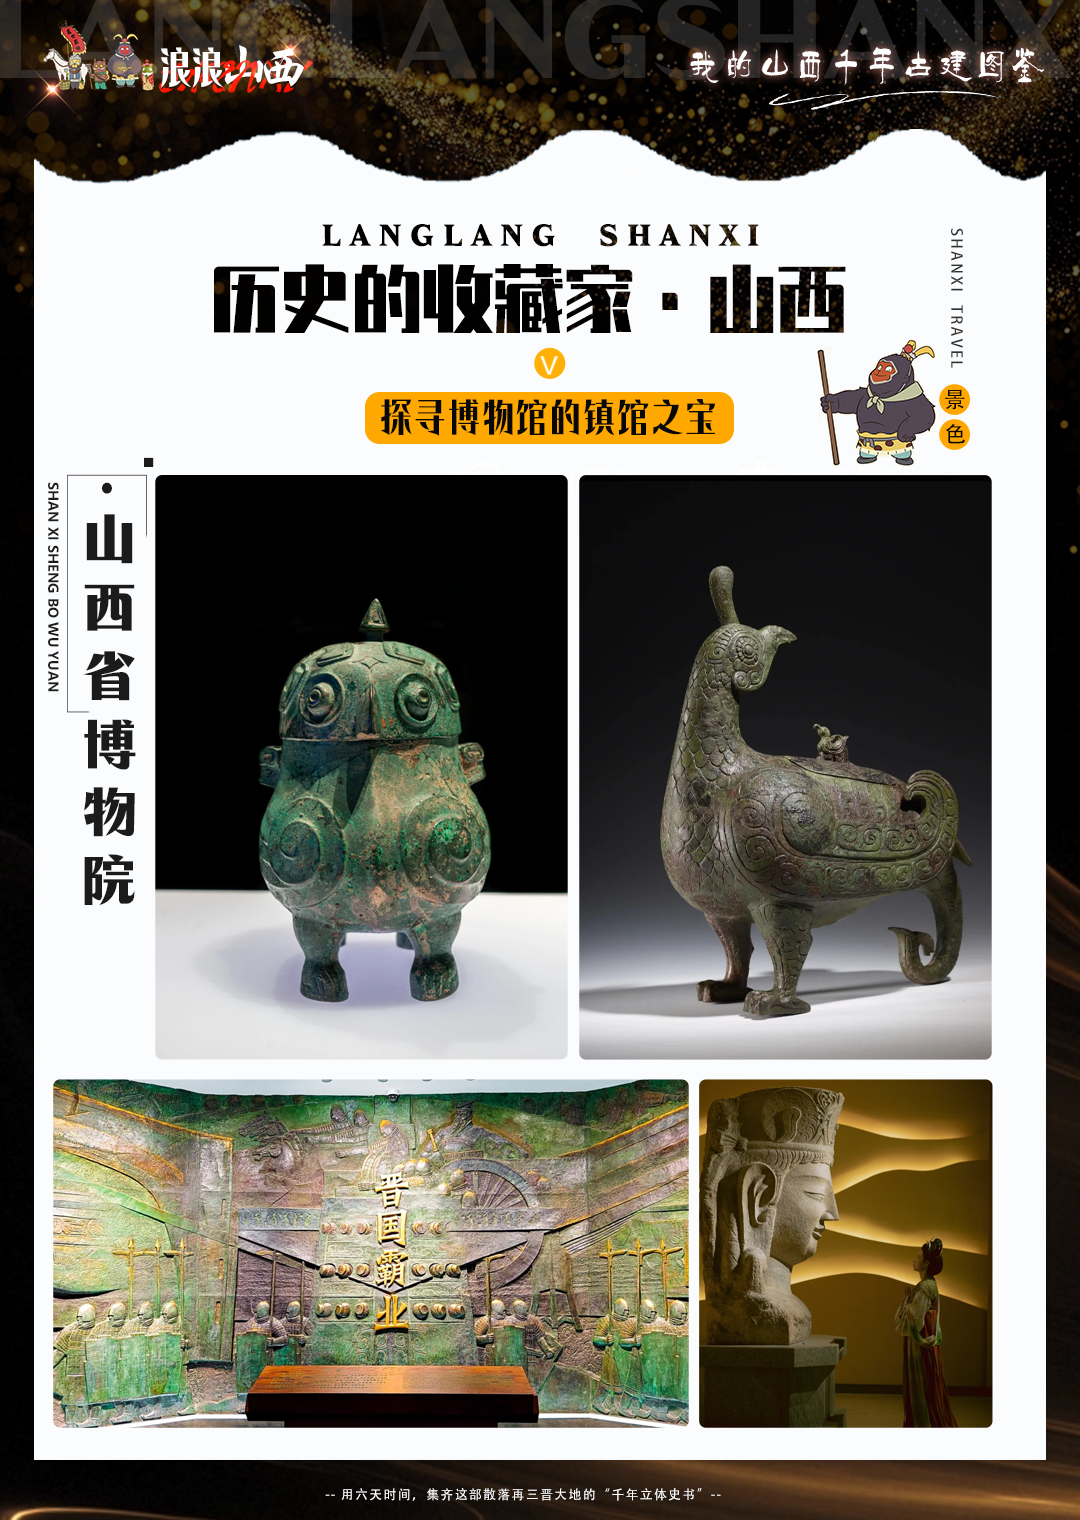 LANGLANGSHANX
浪浪山西
我的山西千年古建图鉴
LANGLANG SHANXI
历史的收藏家·山西
V
探寻博物馆的镇馆之宝
SHANXI TRAVEL
景色
SHAN XI SHENG BO WU YUAN
山西省博物院
晋国霸业
-- 用六天时间，集齐这部散落再三晋大地的“千年立体史书” --